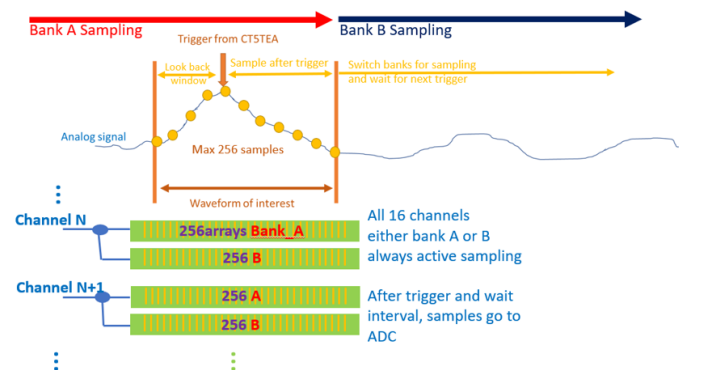 Bank A Sampling
Bank B Sampling
Trigger from CT5TEA
Look back
window
Sample after trigger
Switch banks for sampling
and wait for next trigger
Analog signal
Max 256 samples
Waveform of interest
Channel N
256arrays Bank_A
256 B
All 16 channels
either bank A or B
always active sampling
Channel N+1
256 A
256 B
After trigger and wait
interval, samples go to
ADC